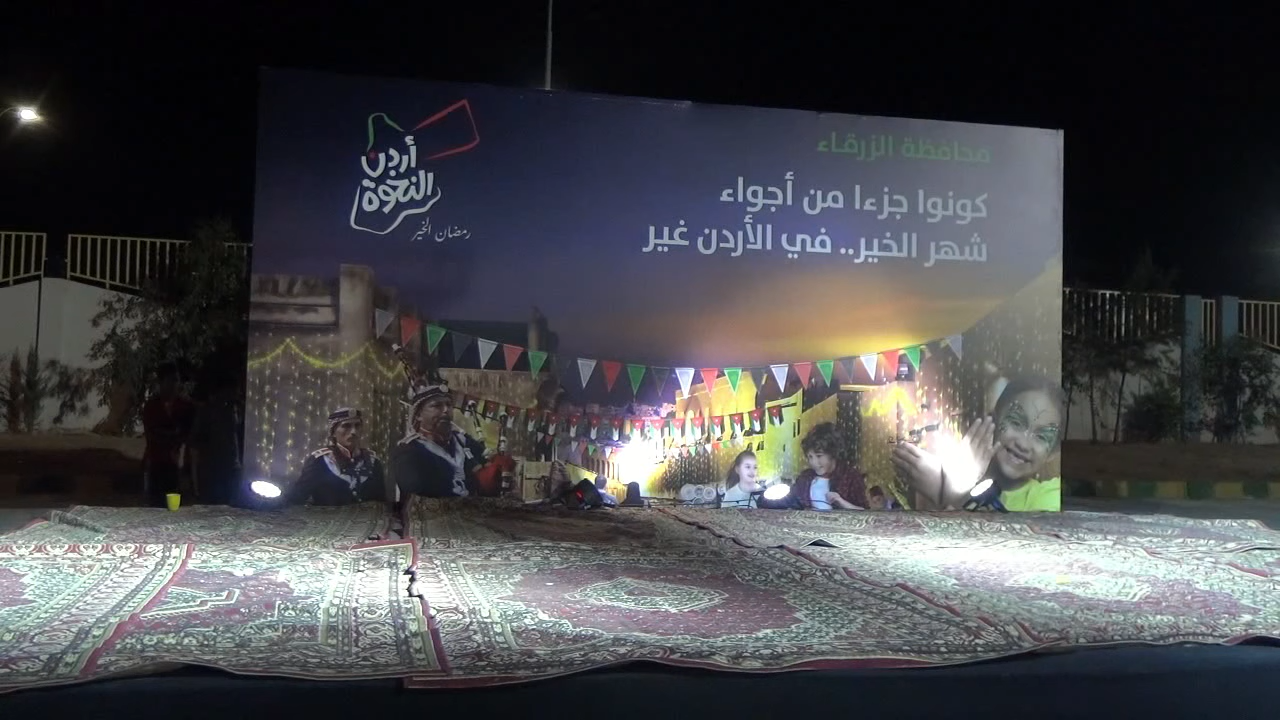 أردن
النخوة
رمضان الخير
محافظة الزرقاء
كونوا جزءا من أجواء
شهر الخير.. في الأردن غير